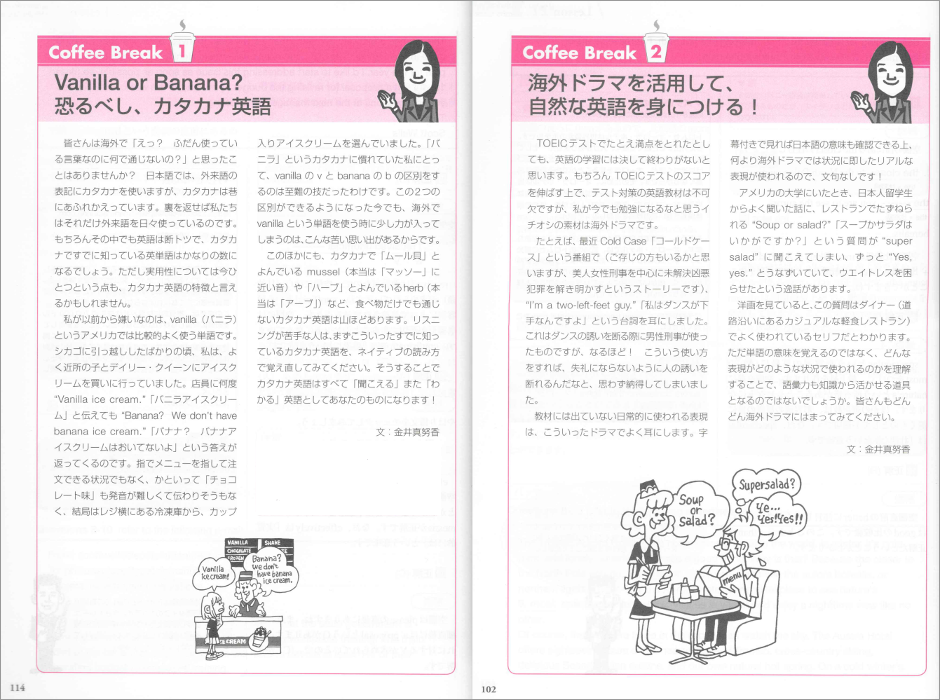 Coffee Break 1
Vanilla or Banana?
恐るべし、カタカナ英語
皆さんは海外で「えっ？　ふだん使ってい
る言葉なのに何で通じないの？」と思ったこ
とはありませんか？　日本語では、外来語の
表記にカタカナを使いますが、カタカナは巷
にあふれかえっています。裏を返せば私たち
はそれだけ外来語を日々使っているのです。
もちろんその中でも英語は断トツで、カタカ
ナですでに知っている英単語はかなりの数に
なるでしょう。ただし実用性については今ひ
とつという点も、カタカナ英語の特徴と言え
るかもしれません。
私が以前から嫌いなのは、vanilla（バニラ）
というアメリカでは比較的よく使う単語です。
シカゴに引っ越ししたばかりの頃、私は、よ
く近所の子とデイリー・クイーンにアイスク
リームを買いに行っていました。店員に何度
“Vanilla ice cream.”「バニラアイスクリー
ム」と伝えても “Banana?  We don't have
banana ice cream.”「バナナ？　バナナア
イスクリームはおいてないよ」という答えが
返ってくるのです。指でメニューを指して注
文できる状況でもなく、かといって「チョコ
レート味」も発音が難しくて伝わりそうもな
く、結局はレジ横にある冷凍庫から、カップ
入りアイスクリームを選んでいました。「バ
ニラ」というカタカナに慣れていた私にとっ
て、vanilla の v と banana の b の区別をす
るのは至難の技だったわけです。この2つの
区別ができるようになった今でも、海外で
vanilla という単語を使う時に少し力が入って
しまうのは、こんな苦い思い出があるからです。
このほかにも、カタカナで「ムール貝」と
よんでいる mussel（本当は「マッソー」に
近い音）や「ハーブ」とよんでいるherb（本
当は「アーブ」）など、食べ物だけでも通じ
ないカタカナ英語は山ほどあります。リスニ
ングが苦手な人は、まずこういったすでに知っ
ているカタカナ英語を、ネイティブの読み方
で覚え直してみてください。そうすることで
カタカナ英語はすべて「聞こえる」また「わ
かる」英語としてあなたのものになります！
文：金井真努香
VANILLA
SHAKE
CHOCOLATE
Vanilla
ice cream!
Banana?
We don't
have banana
ice cream.
ICE CREAM
114
Coffee Break 2
海外ドラマを活用して、
自然な英語を身につける！
TOEICテストでたとえ満点をとれたとし
ても、英語の学習には決して終わりがないと
思います。もちろん TOEICテストのスコア
を伸ばす上で、テスト対策の英語教材は不可
欠ですが、私が今でも勉強になるなと思うイ
チオシの素材は海外ドラマです。
たとえば、最近 Cold Case「コールドケー
ス」という番組で（ご存じの方もいるかと思
いますが、美人女性刑事を中心に未解決凶悪
犯罪を解き明かすというストーリーです）、
“I'm a two-left-feet guy.”「私はダンスが下
手なんですよ」という台詞を耳にしました。
これはダンスの誘いを断る際に男性刑事が使っ
たものですが、なるほど！　こういう使い方
をすれば、失礼にならないように人の誘いを
断れるんだなと、思わず納得してしまいまし
た。
教材には出ていない日常的に使われる表現
は、こういったドラマでよく耳にします。字
幕付きで見れば日本語の意味も確認できる上、
何より海外ドラマでは状況に即したリアルな
表現が使われるので、文句なしです！
アメリカの大学にいたとき、日本人留学生
からよく聞いた話に、レストランでたずねら
れる “Soup or salad?”「スープかサラダは
いかがですか？」という質問が “super
salad” に聞こえてしまい、ずっと “Yes,
yes.” とうなずいていて、ウエイトレスを困
らせたという逸話があります。
洋画を見ていると、この質問はダイナー（道
路沿いにあるカジュアルな軽食レストラン）
でよく使われているセリフだとわかります。
ただ単語の意味を覚えるのではなく、どんな
表現がどのような状況で使われるのかを理解
することで、語彙力も知識から活かせる道具
となるのではないでしょうか。皆さんもどん
どん海外ドラマにはまってみてください。
文：金井真努香
Soup
or
salad?
Supersalad?
Ye...
Yes!Yes!!
menu
102